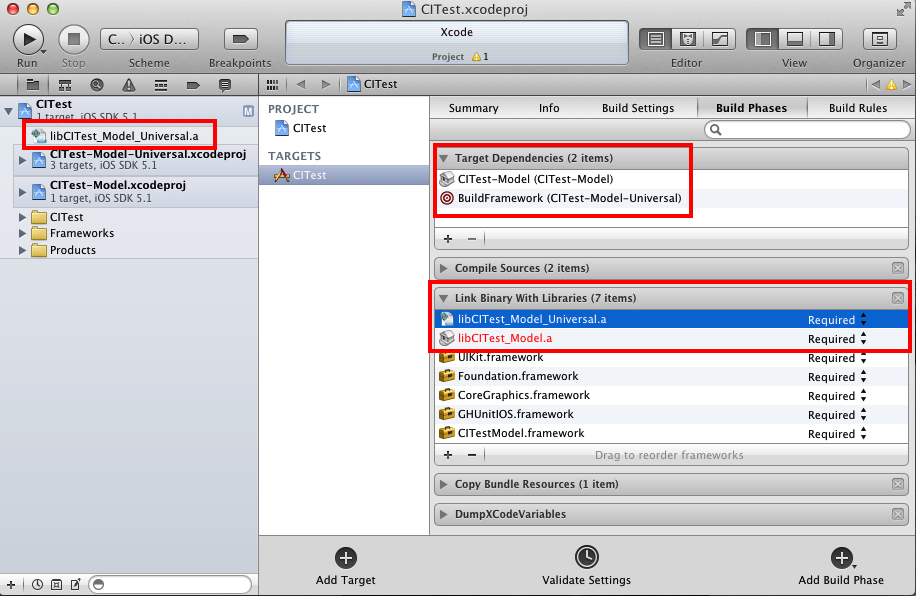 CITest.xcodeproj
Run
Stop
C.. › iOS D...
Scheme
Breakpoints
Xcode
Project 1
Editor
View
Organizer
CITest
1 target, iOS SDK 5.1
M
libCITest_Model_Universal.a
CITest-Model-Universal.xcodeproj
3 targets, iOS SDK 5.1
CITest-Model.xcodeproj
1 target, iOS SDK 5.1
CITest
Frameworks
Products
CITest
PROJECT
CITest
TARGETS
CITest
Summary
Info
Build Settings
Build Phases
Build Rules
Target Dependencies (2 items)
CITest-Model (CITest-Model)
BuildFramework (CITest-Model-Universal)
Compile Sources (2 items)
Link Binary With Libraries (7 items)
libCITest_Model_Universal.a Required
libCITest_Model.a Required
UIKit.framework Required
Foundation.framework Required
CoreGraphics.framework Required
GHUnitIOS.framework Required
CITestModel.framework Required
Drag to reorder frameworks
Copy Bundle Resources (1 item)
DumpXCodeVariables
Add Target
Validate Settings
Add Build Phase